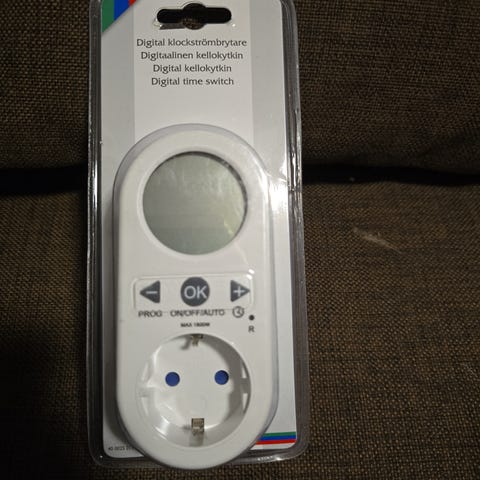 Digital klockströmbrytare
Digitaalinen kellokytkin
Digital kellokytkin
Digital time switch
− OK +
PROG ON/OFF/AUTO
MAX 1800W
R